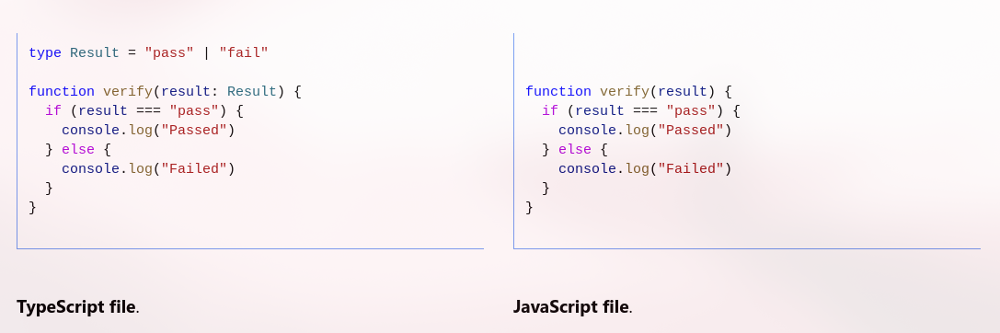 type Result = "pass" | "fail"
function verify(result: Result) {
  if (result === "pass") {
    console.log("Passed")
  } else {
    console.log("Failed")
  }
}
TypeScript file.
function verify(result) {
  if (result === "pass") {
    console.log("Passed")
  } else {
    console.log("Failed")
  }
}
JavaScript file.